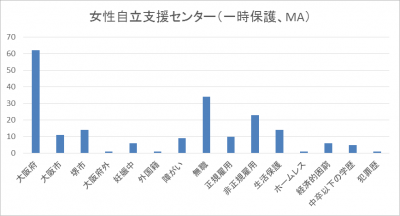 女性自立支援センター（一時保護、MA）
70
60
50
40
30
20
10
0
大阪府
大阪市
堺市
大阪府外
妊娠中
外国籍
障がい
無職
正規雇用
非正規雇用
生活保護
ホームレス
経済的困窮
中卒以下の学歴
犯罪歴